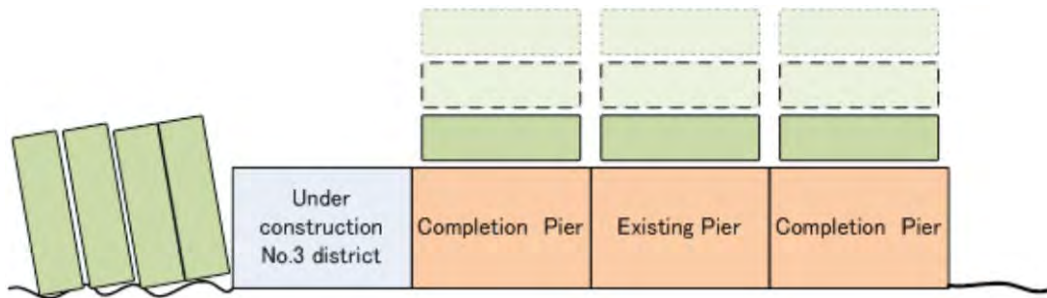 Under
construction
No.3 district
Completion Pier
Existing Pier
Completion Pier